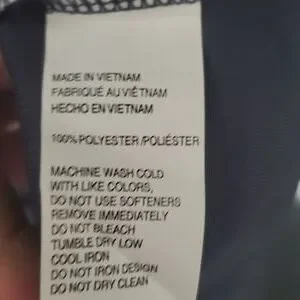 MADE IN VIETNAM
FABRIQUÉ AU VIÊTNAM
HECHO EN VIETNAM
100% POLYESTER/POLIÉSTER
MACHINE WASH COLD
WITH LIKE COLORS,
DO NOT USE SOFTENERS
REMOVE IMMEDIATELY
DO NOT BLEACH
TUMBLE DRY LOW
COOL IRON
DO NOT IRON DESIGN
DO NOT DRY CLEAN